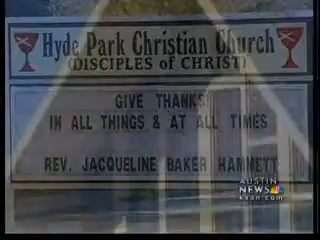 Hyde Park Christian Church
(DISCIPLES of CHRIST)
GIVE THANKS
IN ALL THINGS & AT ALL TIMES
REV. JACQUELINE BAKER HAMMETT
AUSTIN
NEWS
kxan.com